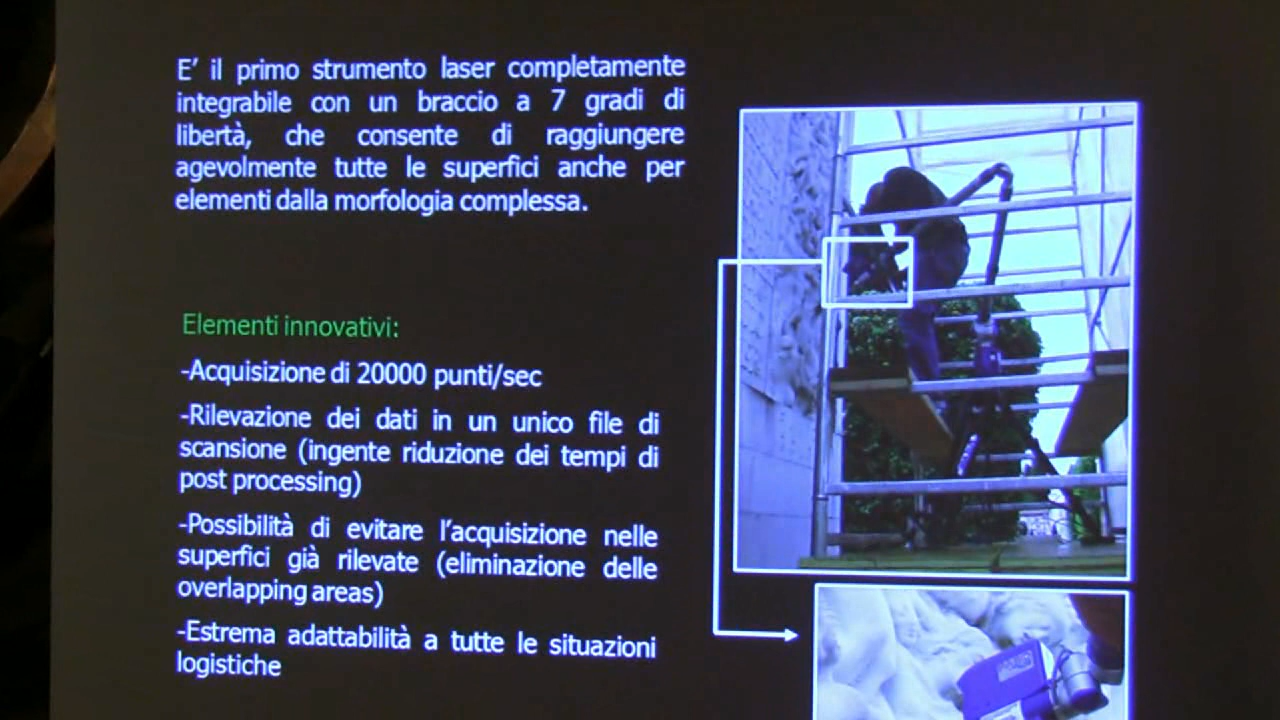 E' il primo strumento laser completamente
integrabile con un braccio a 7 gradi di
libertà, che consente di raggiungere
agevolmente tutte le superfici anche per
elementi dalla morfologia complessa.
Elementi innovativi:
-Acquisizione di 20000 punti/sec
-Rilevazione dei dati in un unico file di
scansione (ingente riduzione dei tempi di
post processing)
-Possibilità di evitare l'acquisizione nelle
superfici già rilevate (eliminazione delle
overlapping areas)
-Estrema adattabilità a tutte le situazioni
logistiche